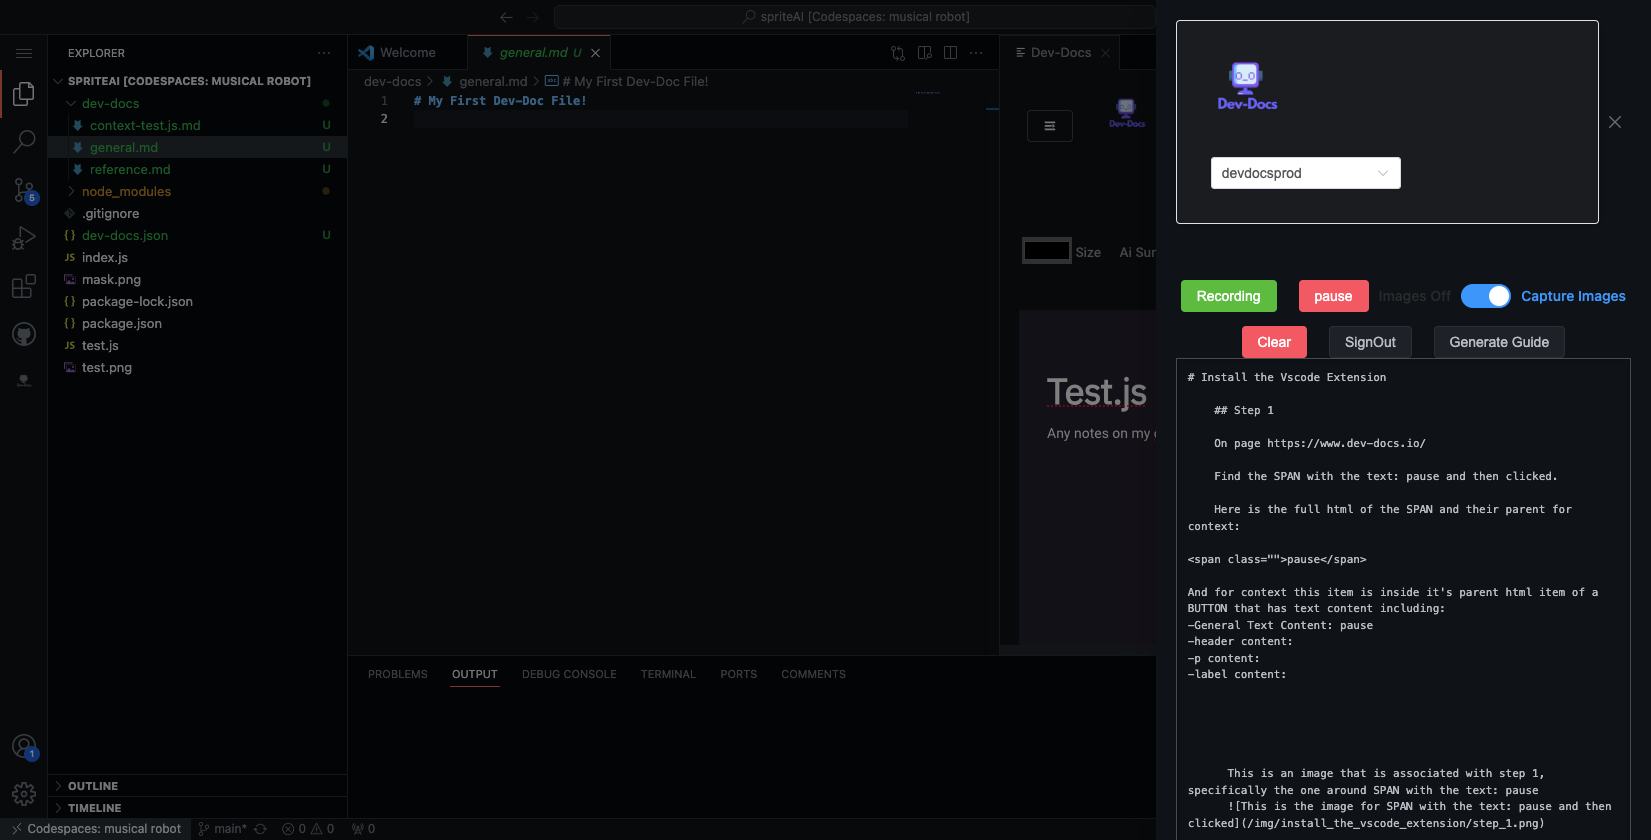 spriteAI [Codespaces: musical robot]
EXPLORER
SPRITEAI [CODESPACES: MUSICAL ROBOT]
dev-docs
context-test.js.md U
general.md U
reference.md U
node_modules
.gitignore
{} dev-docs.json U
JS index.js
mask.png
{} package-lock.json
{} package.json
JS test.js
test.png
5
1
OUTLINE
TIMELINE
Welcome
general.md U
dev-docs > general.md > # My First Dev-Doc File!
1 # My First Dev-Doc File!
2
Dev-Docs
Dev-Docs
Size Ai Sur
Test.js
Any notes on my c
PROBLEMS OUTPUT DEBUG CONSOLE TERMINAL PORTS COMMENTS
Codespaces: musical robot main* 0 0 0
Dev-Docs
devdocsprod
Recording pause Images Off Capture Images
Clear SignOut Generate Guide
# Install the Vscode Extension
## Step 1
On page https://www.dev-docs.io/
Find the SPAN with the text: pause and then clicked.
Here is the full html of the SPAN and their parent for
context:
<span class="">pause</span>
And for context this item is inside it's parent html item of a
BUTTON that has text content including:
-General Text Content: pause
-header content:
-p content:
-label content:
This is an image that is associated with step 1,
specifically the one around SPAN with the text: pause
![This is the image for SPAN with the text: pause and then
clicked](/img/install_the_vscode_extension/step_1.png)